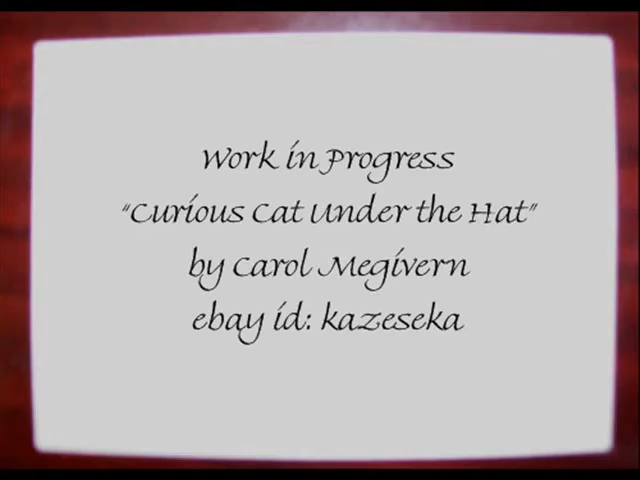 Work in Progress
"Curious Cat Under the Hat"
by Carol Megivern
ebay id: kazeseka